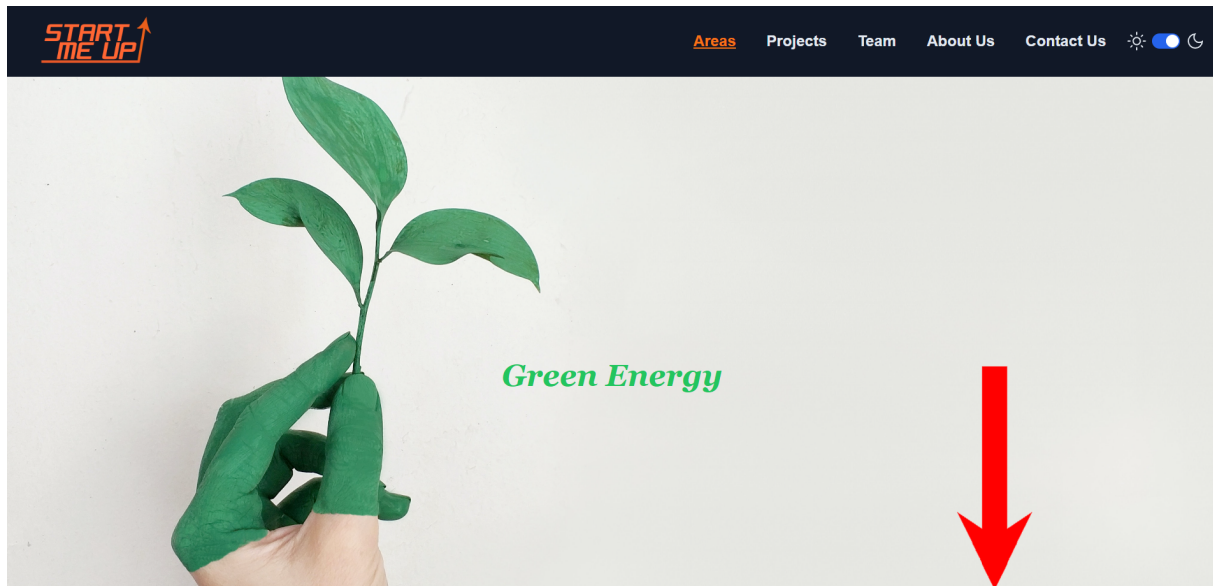 START
ME UP
Areas
Projects
Team
About Us
Contact Us
Green Energy